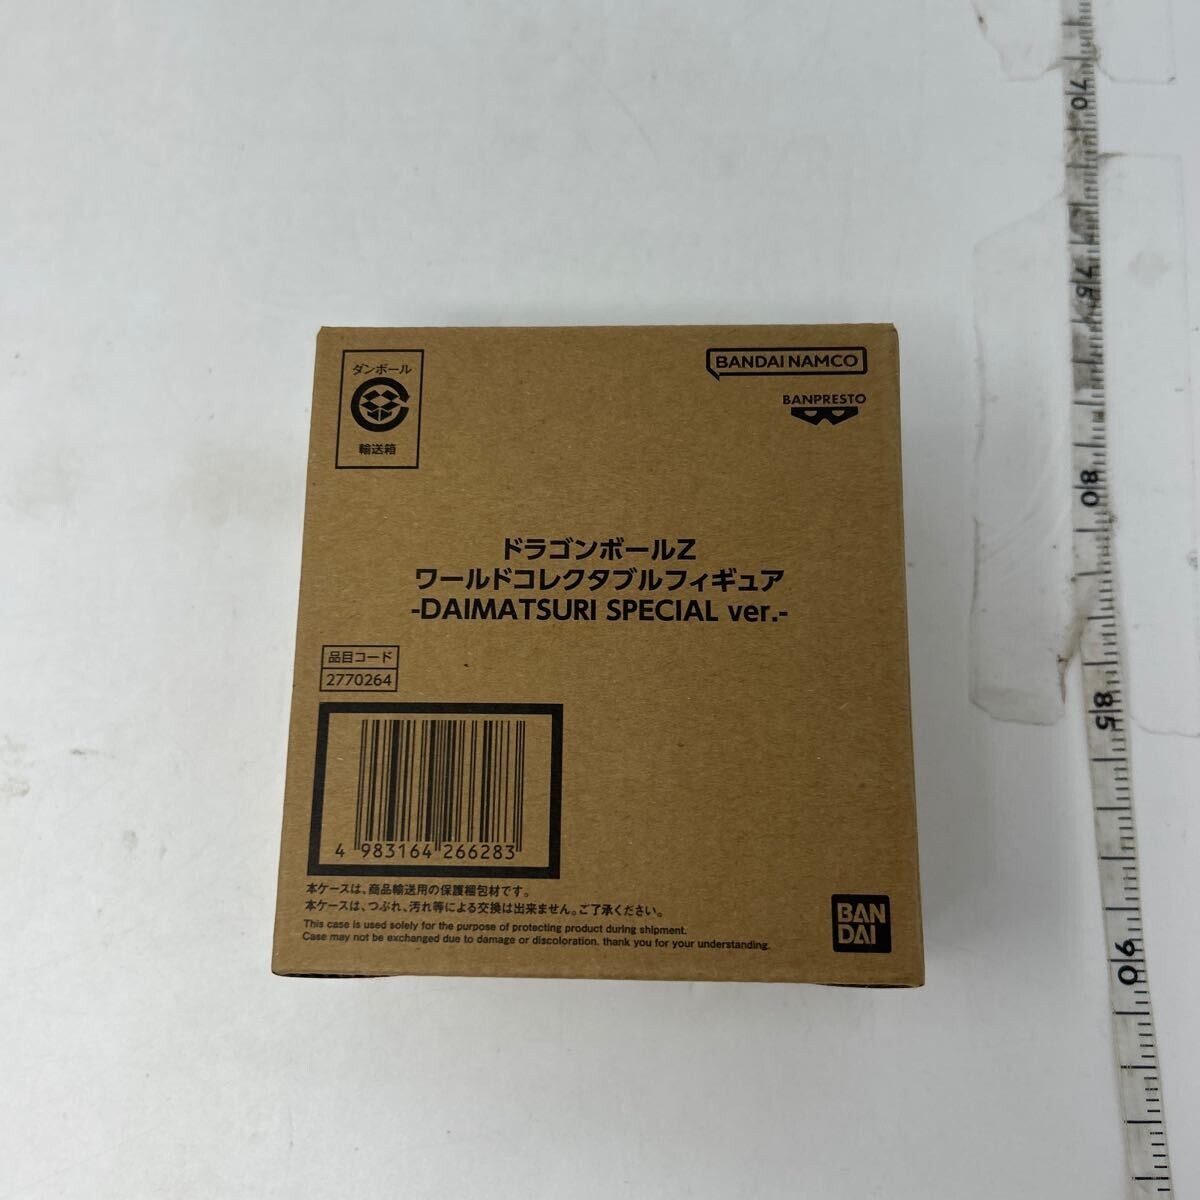 ダンボール
輸送箱
BANDAI NAMCO
BANPRESTO
ドラゴンボールZ
ワールドコレクタブルフィギュア
-DAIMATSURI SPECIAL ver.-
品目コード
2770264
4 983164 266283
本ケースは、商品輸送用の保護梱包材です。
本ケースは、つぶれ、汚れ等による交換は出来ません。ご了承ください。
This case is used solely for the purpose of protecting product during shipment.
Case may not be exchanged due to damage or discoloration. thank you for your understanding.
BAN
DAI
70
75
80
85
90